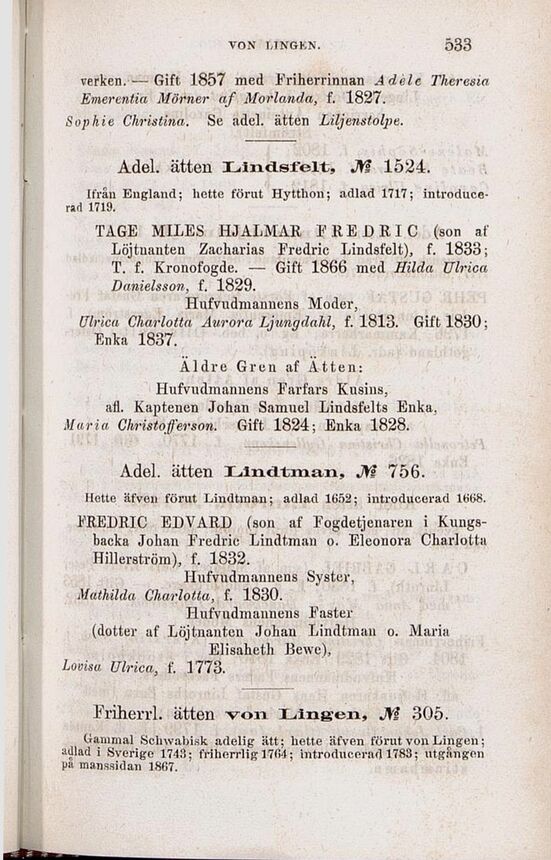 VON LINGEN. 533
verken. — Gift 1857 med Friherrinnan Adèle Theresia
Emerentia Mörner af Morlanda, f. 1827.
Sophie Christina. Se adel. ätten Liljenstolpe.
Adel. ätten Lindsfelt, № 1524.
Ifrån England; hette förut Hytthon; adlad 1717; introduce-
rad 1719.
TAGE MILES HJALMAR FREDRIC (son af
Löjtnanten Zacharias Fredric Lindsfelt), f. 1833;
T. f. Kronofogde. — Gift 1866 med Hilda Ulrica
Danielsson, f. 1829.
Hufvudmannens Moder,
Ulrica Charlotta Aurora Ljungdahl, f. 1813. Gift 1830;
Enka 1837.
Äldre Gren af Ätten:
Hufvudmannens Farfars Kusins,
afl. Kaptenen Johan Samuel Lindsfelts Enka,
Maria Christofferson. Gift 1824; Enka 1828.
Adel. ätten Lindtman, № 756.
Hette äfven förut Lindtman; adlad 1652; introducerad 1668.
FREDRIC EDVARD (son af Fogdetjenaren i Kungs-
backa Johan Fredric Lindtman o. Eleonora Charlotta
Hillerström), f. 1832.
Hufvudmannens Syster,
Mathilda Charlotta, f. 1830.
Hufvudmannens Faster
(dotter af Löjtnanten Johan Lindtman o. Maria
Elisabeth Bewe),
Lovisa Ulrica, f. 1773.
Friherrl. ätten von Lingen, № 305.
Gammal Schwabisk adelig ätt; hette äfven förut von Lingen;
adlad i Sverige 1743; friherrlig 1764; introducerad 1783; utgången
på manssidan 1867.